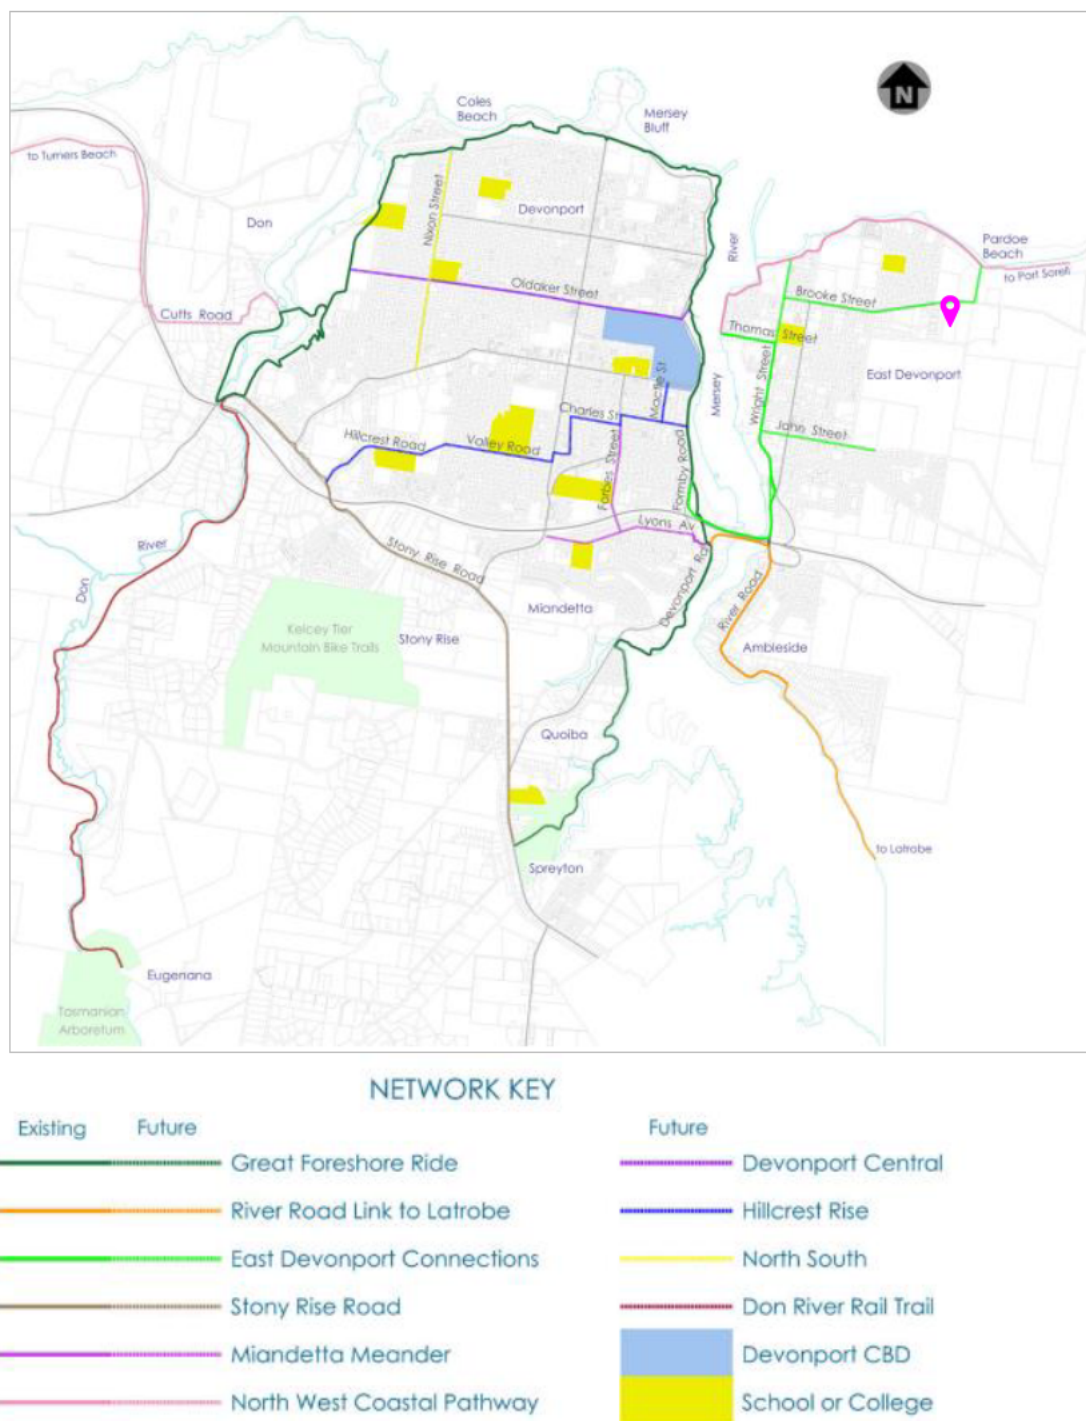 Coles
Beach
Mersey
Bluff
N
to Turners Beach
Don
Nixon Street
Devonport
River
Pardoe
Beach
to Port Sorell
Oldaker Street
Brooke Street
Cutts Road
Thomas Street
East Devonport
Mersey
Wright Street
Macfie St
Charles St
John Street
Hillcrest Road
Valley Road
Forbes Street
Formby Road
Lyons Av
River
Don
Stony Rise Road
Devonport Rd
River Road
Miandetta
Kelcey Tier
Mountain Bike Trails
Stony Rise
Ambleside
Quoiba
to Latrobe
Spreyton
Eugenana
Tasmanian
Arboretum
NETWORK KEY
Existing Future Future
Great Foreshore Ride Devonport Central
River Road Link to Latrobe Hillcrest Rise
East Devonport Connections North South
Stony Rise Road Don River Rail Trail
Miandetta Meander Devonport CBD
North West Coastal Pathway School or College